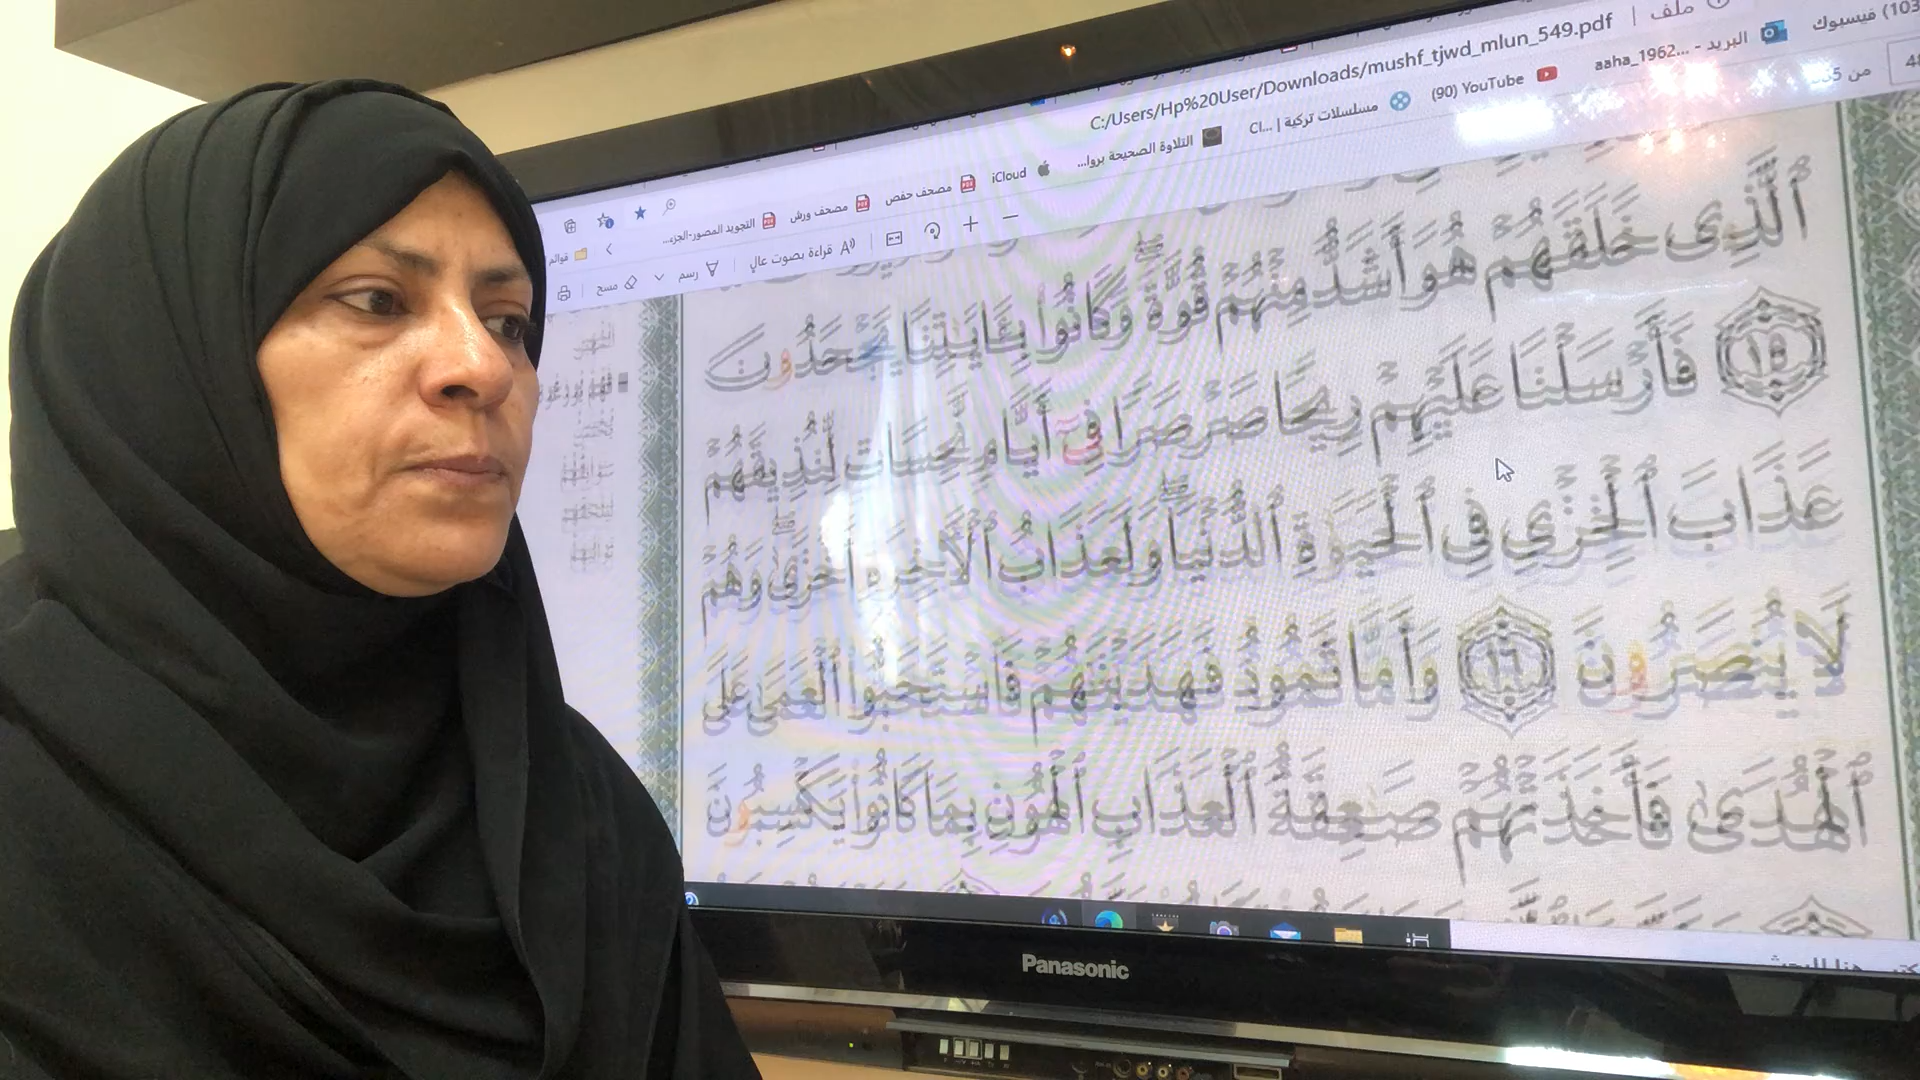 C:/Users/Hp%20User/Downloads/mushf_tjwd_mlun_549.pdf | ملف
البريد - aaha_1962...
YouTube (90)
مسلسلات تركية | Cl...
التلاوة الصحيحة بروا...
iCloud
مصحف حفص
مصحف ورش
التجويد المصور-الجزء...
قراءة بصوت عالٍ
رسم
مسح
ٱلَّذِى خَلَقَهُمْ هُوَ أَشَدُّ مِنْهُمْ قُوَّةً ۖ وَكَانُوا۟ بِـَٔايَـٰتِنَا يَجْحَدُونَ
١٥ فَأَرْسَلْنَا عَلَيْهِمْ رِيحًا صَرْصَرًا فِىٓ أَيَّامٍ نَّحِسَاتٍ لِّنُذِيقَهُمْ
عَذَابَ ٱلْخِزْىِ فِى ٱلْحَيَوٰةِ ٱلدُّنْيَا ۖ وَلَعَذَابُ ٱلْـَٔاخِرَةِ أَخْزَىٰ ۖ وَهُمْ
لَا يُنصَرُونَ ١٦ وَأَمَّا ثَمُودُ فَهَدَيْنَـٰهُمْ فَٱسْتَحَبُّوا۟ ٱلْعَمَىٰ عَلَى
ٱلْهُدَىٰ فَأَخَذَتْهُمْ صَـٰعِقَةُ ٱلْعَذَابِ ٱلْهُونِ بِمَا كَانُوا۟ يَكْسِبُونَ
Panasonic